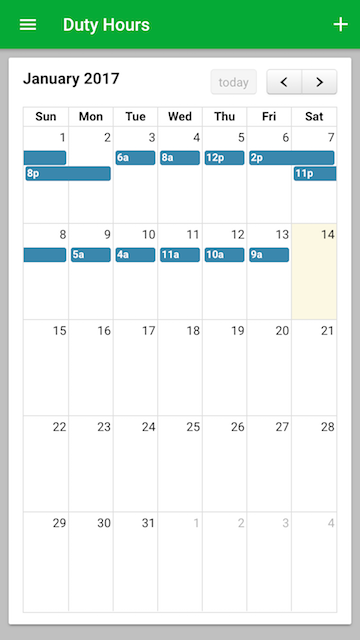 Duty Hours
January 2017
today
Sun Mon Tue Wed Thu Fri Sat
1 2 3 4 5 6 7
6a 8a 12p 2p
8p 11p
8 9 10 11 12 13 14
5a 4a 11a 10a 9a
15 16 17 18 19 20 21
22 23 24 25 26 27 28
29 30 31 1 2 3 4